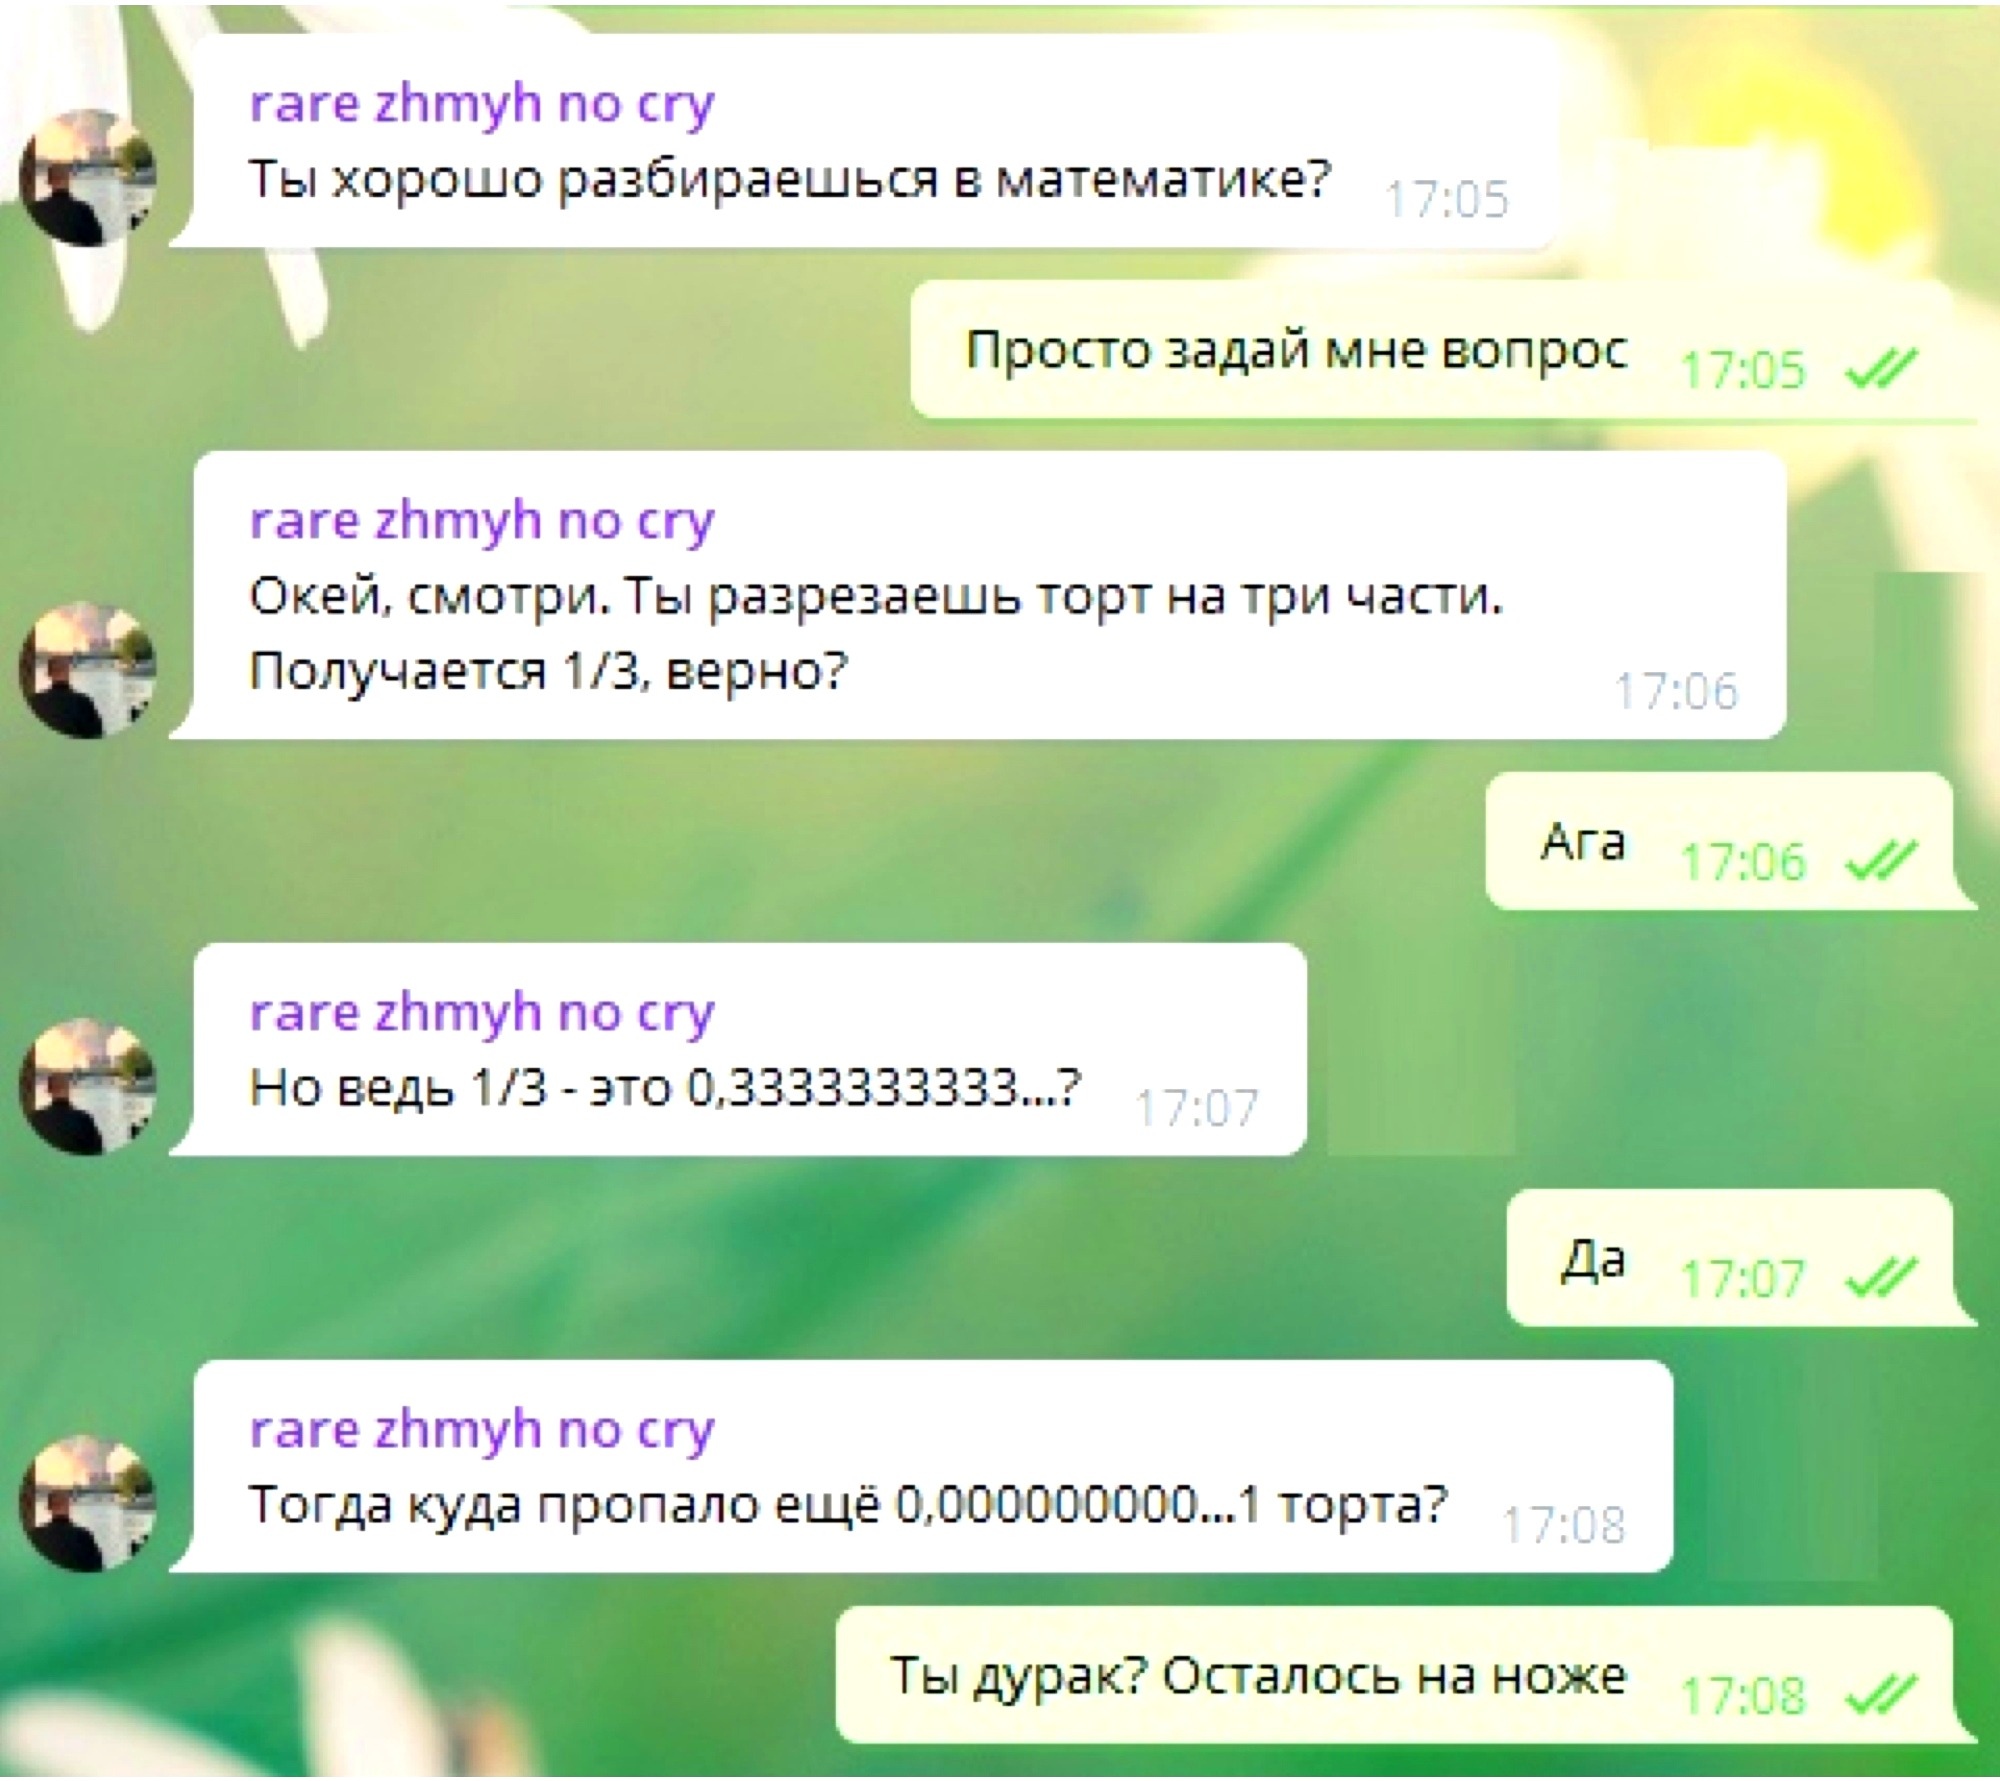 rare zhmyh no cry
Ты хорошо разбираешься в математике? 17:05
Просто задай мне вопрос 17:05
rare zhmyh no cry
Окей, смотри. Ты разрезаешь торт на три части.
Получается 1/3, верно? 17:06
Ага 17:06
rare zhmyh no cry
Но ведь 1/3 - это 0,3333333333...? 17:07
Да 17:07
rare zhmyh no cry
Тогда куда пропало ещё 0,000000000...1 торта? 17:08
Ты дурак? Осталось на ноже 17:08